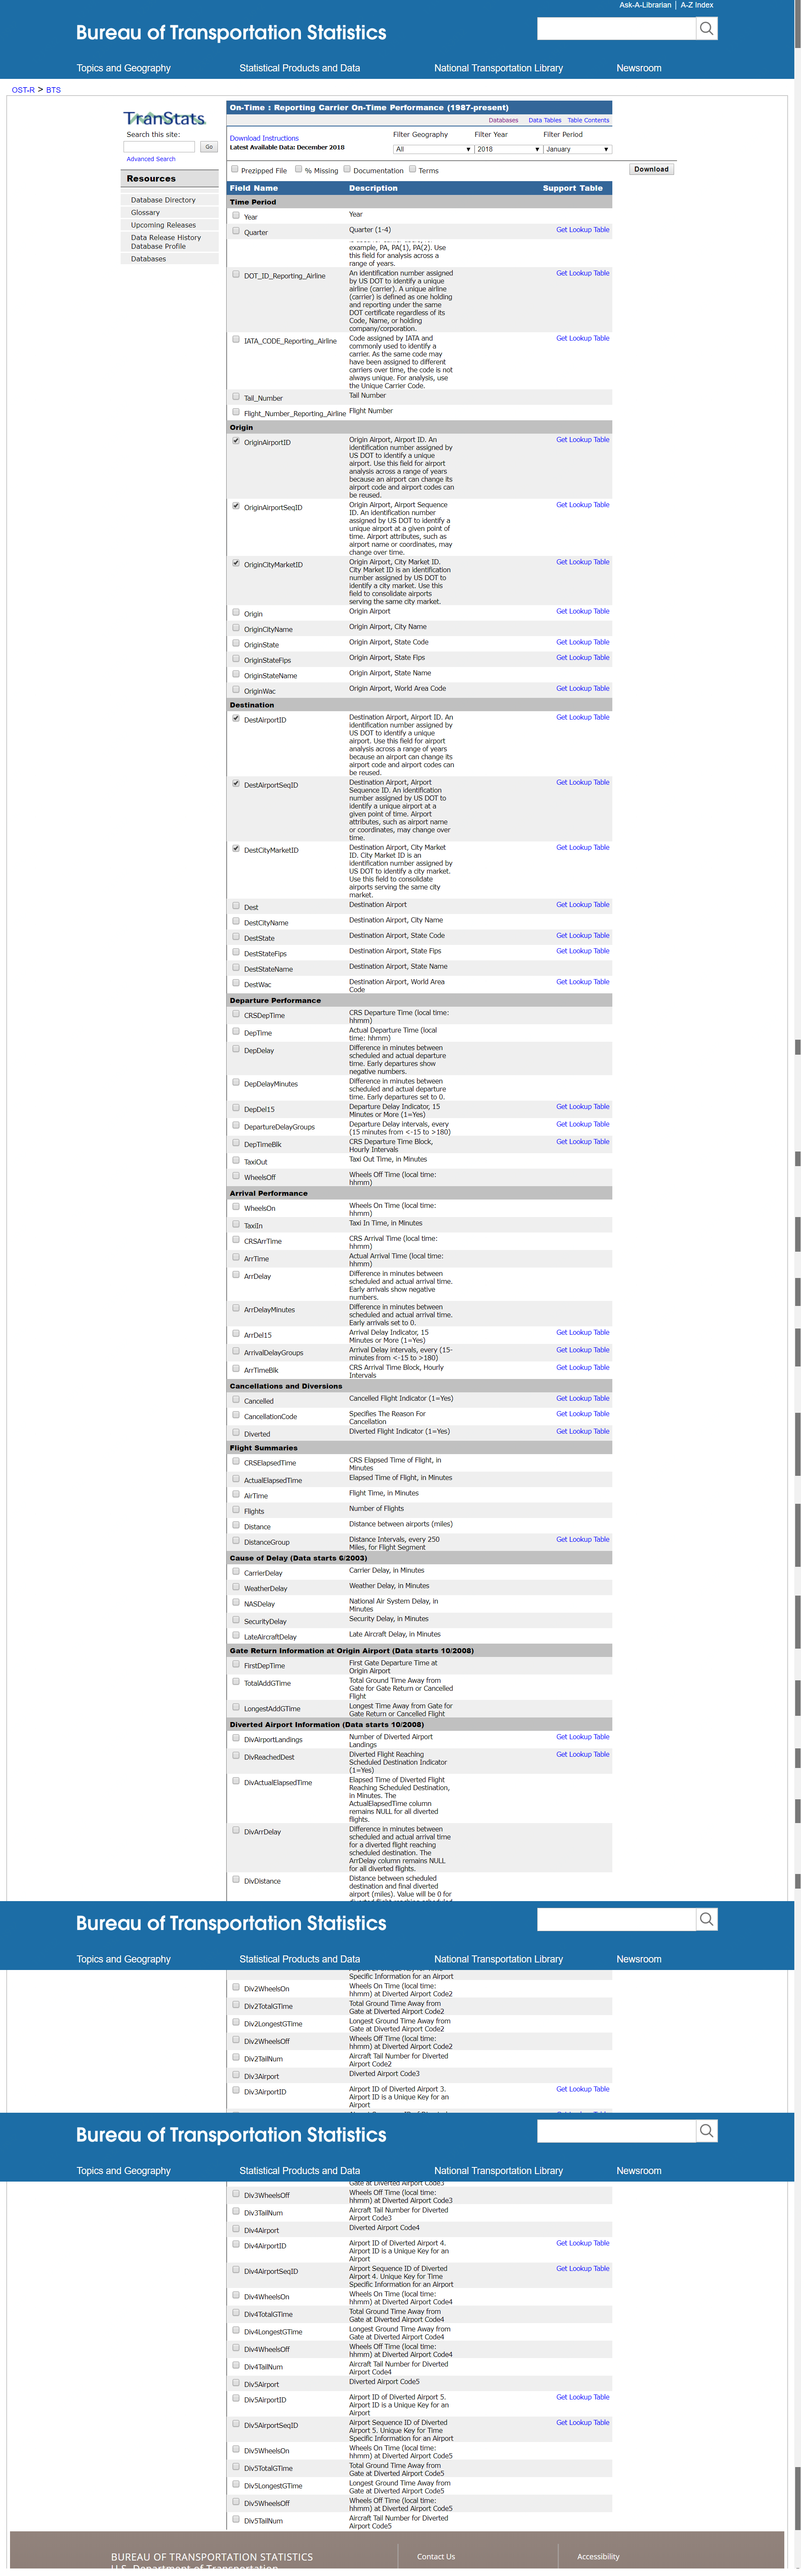 Ask-A-Librarian | A-Z Index
Bureau of Transportation Statistics
Topics and Geography Statistical Products and Data National Transportation Library Newsroom
OST-R > BTS
TranStats
Search this site:
Go
Advanced Search
Resources
Database Directory
Glossary
Upcoming Releases
Data Release History
Database Profile
Databases
On-Time : Reporting Carrier On-Time Performance (1987-present)
Databases Data Tables Table Contents
Download Instructions
Latest Available Data: December 2018
Filter Geography Filter Year Filter Period
All 2018 January
Prezipped File % Missing Documentation Terms Download
Field Name Description Support Table
Time Period
Year Year
Quarter Quarter (1-4) Get Lookup Table
example, PA, PA(1), PA(2). Use
this field for analysis across a
range of years.
DOT_ID_Reporting_Airline An identification number assigned Get Lookup Table
by US DOT to identify a unique
airline (carrier). A unique airline
(carrier) is defined as one holding
and reporting under the same
DOT certificate regardless of its
Code, Name, or holding
company/corporation.
IATA_CODE_Reporting_Airline Code assigned by IATA and Get Lookup Table
commonly used to identify a
carrier. As the same code may
have been assigned to different
carriers over time, the code is
not always unique. For analysis, use
the Unique Carrier Code.
Tail_Number Tail Number
Flight_Number_Reporting_Airline Flight Number
Origin
OriginAirportID Origin Airport, Airport ID. An Get Lookup Table
identification number assigned by
US DOT to identify a unique
airport. Use this field for airport
analysis across a range of years
because an airport can change its
airport code and airport codes can
be reused.
OriginAirportSeqID Origin Airport, Airport Sequence Get Lookup Table
ID. An identification number
assigned by US DOT to identify a
unique airport at a given point of
time. Airport attributes, such as
airport name or coordinates, may
change over time.
OriginCityMarketID Origin Airport, City Market ID. Get Lookup Table
City Market ID is an identification
number assigned by US DOT to
identify a city market. Use this
field to consolidate airports
serving the same city market.
Origin Origin Airport Get Lookup Table
OriginCityName Origin Airport, City Name
OriginState Origin Airport, State Code Get Lookup Table
OriginStateFips Origin Airport, State Fips Get Lookup Table
OriginStateName Origin Airport, State Name
OriginWac Origin Airport, World Area Code Get Lookup Table
Destination
DestAirportID Destination Airport, Airport ID. An Get Lookup Table
identification number assigned by
US DOT to identify a unique
airport. Use this field for airport
analysis across a range of years
because an airport can change its
airport code and airport codes can
be reused.
DestAirportSeqID Destination Airport, Airport Get Lookup Table
Sequence ID. An identification
number assigned by US DOT to
identify a unique airport at a
given point of time. Airport
attributes, such as airport name
or coordinates, may change over
time.
DestCityMarketID Destination Airport, City Market Get Lookup Table
ID. City Market ID is an
identification number assigned by
US DOT to identify a city market.
Use this field to consolidate
airports serving the same city
market.
Dest Destination Airport Get Lookup Table
DestCityName Destination Airport, City Name
DestState Destination Airport, State Code Get Lookup Table
DestStateFips Destination Airport, State Fips Get Lookup Table
DestStateName Destination Airport, State Name
DestWac Destination Airport, World Area Get Lookup Table
Code
Departure Performance
CRSDepTime CRS Departure Time (local time:
hhmm)
DepTime Actual Departure Time (local
time: hhmm)
DepDelay Difference in minutes between
scheduled and actual departure
time. Early departures show
negative numbers.
DepDelayMinutes Difference in minutes between
scheduled and actual departure
time. Early departures set to 0.
DepDel15 Departure Delay Indicator, 15 Get Lookup Table
Minutes or More (1=Yes)
DepartureDelayGroups Departure Delay intervals, every Get Lookup Table
(15 minutes from <-15 to >180)
DepTimeBlk CRS Departure Time Block, Get Lookup Table
Hourly Intervals
TaxiOut Taxi Out Time, in Minutes
WheelsOff Wheels Off Time (local time:
hhmm)
Arrival Performance
WheelsOn Wheels On Time (local time:
hhmm)
TaxiIn Taxi In Time, in Minutes
CRSArrTime CRS Arrival Time (local time:
hhmm)
ArrTime Actual Arrival Time (local time:
hhmm)
ArrDelay Difference in minutes between
scheduled and actual arrival time.
Early arrivals show negative
numbers.
ArrDelayMinutes Difference in minutes between
scheduled and actual arrival time.
Early arrivals set to 0.
ArrDel15 Arrival Delay Indicator, 15 Get Lookup Table
Minutes or More (1=Yes)
ArrivalDelayGroups Arrival Delay intervals, every (15- Get Lookup Table
minutes from <-15 to >180)
ArrTimeBlk CRS Arrival Time Block, Hourly Get Lookup Table
Intervals
Cancellations and Diversions
Cancelled Cancelled Flight Indicator (1=Yes) Get Lookup Table
CancellationCode Specifies The Reason For Get Lookup Table
Cancellation
Diverted Diverted Flight Indicator (1=Yes) Get Lookup Table
Flight Summaries
CRSElapsedTime CRS Elapsed Time of Flight, in
Minutes
ActualElapsedTime Elapsed Time of Flight, in Minutes
AirTime Flight Time, in Minutes
Flights Number of Flights
Distance Distance between airports (miles)
DistanceGroup Distance Intervals, every 250 Get Lookup Table
Miles, for Flight Segment
Cause of Delay (Data starts 6/2003)
CarrierDelay Carrier Delay, in Minutes
WeatherDelay Weather Delay, in Minutes
NASDelay National Air System Delay, in
Minutes
SecurityDelay Security Delay, in Minutes
LateAircraftDelay Late Aircraft Delay, in Minutes
Gate Return Information at Origin Airport (Data starts 10/2008)
FirstDepTime First Gate Departure Time at
Origin Airport
TotalAddGTime Total Ground Time Away from
Gate for Gate Return or Cancelled
Flight
LongestAddGTime Longest Time Away from Gate for
Gate Return or Cancelled Flight
Diverted Airport Information (Data starts 10/2008)
DivAirportLandings Number of Diverted Airport Get Lookup Table
Landings
DivReachedDest Diverted Flight Reaching Get Lookup Table
Scheduled Destination Indicator
(1=Yes)
DivActualElapsedTime Elapsed Time of Diverted Flight
Reaching Scheduled Destination,
in Minutes. The
ActualElapsedTime column
remains NULL for all diverted
flights.
DivArrDelay Difference in minutes between
scheduled and actual arrival time
for a diverted flight reaching
scheduled destination. The
ArrDelay column remains NULL
for all diverted flights.
DivDistance Distance between scheduled
destination and final diverted
airport (miles). Value will be 0 for
Bureau of Transportation Statistics
Topics and Geography Statistical Products and Data National Transportation Library Newsroom
Specific Information for an Airport
Div2WheelsOn Wheels On Time (local time:
hhmm) at Diverted Airport Code2
Div2TotalGTime Total Ground Time Away from
Gate at Diverted Airport Code2
Div2LongestGTime Longest Ground Time Away from
Gate at Diverted Airport Code2
Div2WheelsOff Wheels Off Time (local time:
hhmm) at Diverted Airport Code2
Div2TailNum Aircraft Tail Number for Diverted
Airport Code2
Div3Airport Diverted Airport Code3
Div3AirportID Airport ID of Diverted Airport 3. Get Lookup Table
Airport ID is a Unique Key for an
Airport
Bureau of Transportation Statistics
Topics and Geography Statistical Products and Data National Transportation Library Newsroom
Gate at Diverted Airport Code3
Div3WheelsOff Wheels Off Time (local time:
hhmm) at Diverted Airport Code3
Div3TailNum Aircraft Tail Number for Diverted
Airport Code3
Div4Airport Diverted Airport Code4
Div4AirportID Airport ID of Diverted Airport 4. Get Lookup Table
Airport ID is a Unique Key for an
Airport
Div4AirportSeqID Airport Sequence ID of Diverted Get Lookup Table
Airport 4. Unique Key for Time
Specific Information for an Airport
Div4WheelsOn Wheels On Time (local time:
hhmm) at Diverted Airport Code4
Div4TotalGTime Total Ground Time Away from
Gate at Diverted Airport Code4
Div4LongestGTime Longest Ground Time Away from
Gate at Diverted Airport Code4
Div4WheelsOff Wheels Off Time (local time:
hhmm) at Diverted Airport Code4
Div4TailNum Aircraft Tail Number for Diverted
Airport Code4
Div5Airport Diverted Airport Code5
Div5AirportID Airport ID of Diverted Airport 5. Get Lookup Table
Airport ID is a Unique Key for an
Airport
Div5AirportSeqID Airport Sequence ID of Diverted Get Lookup Table
Airport 5. Unique Key for Time
Specific Information for an Airport
Div5WheelsOn Wheels On Time (local time:
hhmm) at Diverted Airport Code5
Div5TotalGTime Total Ground Time Away from
Gate at Diverted Airport Code5
Div5LongestGTime Longest Ground Time Away from
Gate at Diverted Airport Code5
Div5WheelsOff Wheels Off Time (local time:
hhmm) at Diverted Airport Code5
Div5TailNum Aircraft Tail Number for Diverted
Airport Code5
BUREAU OF TRANSPORTATION STATISTICS Contact Us Accessibility
U.S. Department of Transportation